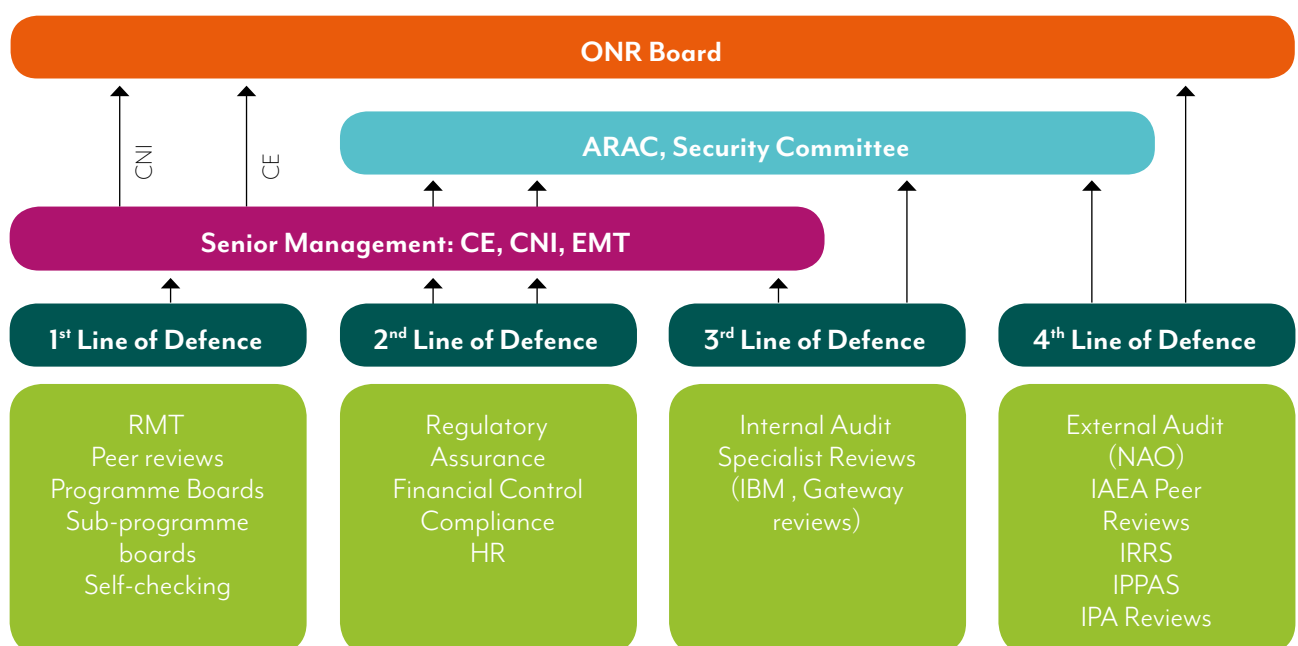 ONR Board
CNI
CE
ARAC, Security Committee
Senior Management: CE, CNI, EMT
1st Line of Defence
2nd Line of Defence
3rd Line of Defence
4th Line of Defence
RMT
Peer reviews
Programme Boards
Sub-programme
boards
Self-checking
Regulatory
Assurance
Financial Control
Compliance
HR
Internal Audit
Specialist Reviews
(IBM , Gateway
reviews)
External Audit
(NAO)
IAEA Peer
Reviews
IRRS
IPPAS
IPA Reviews